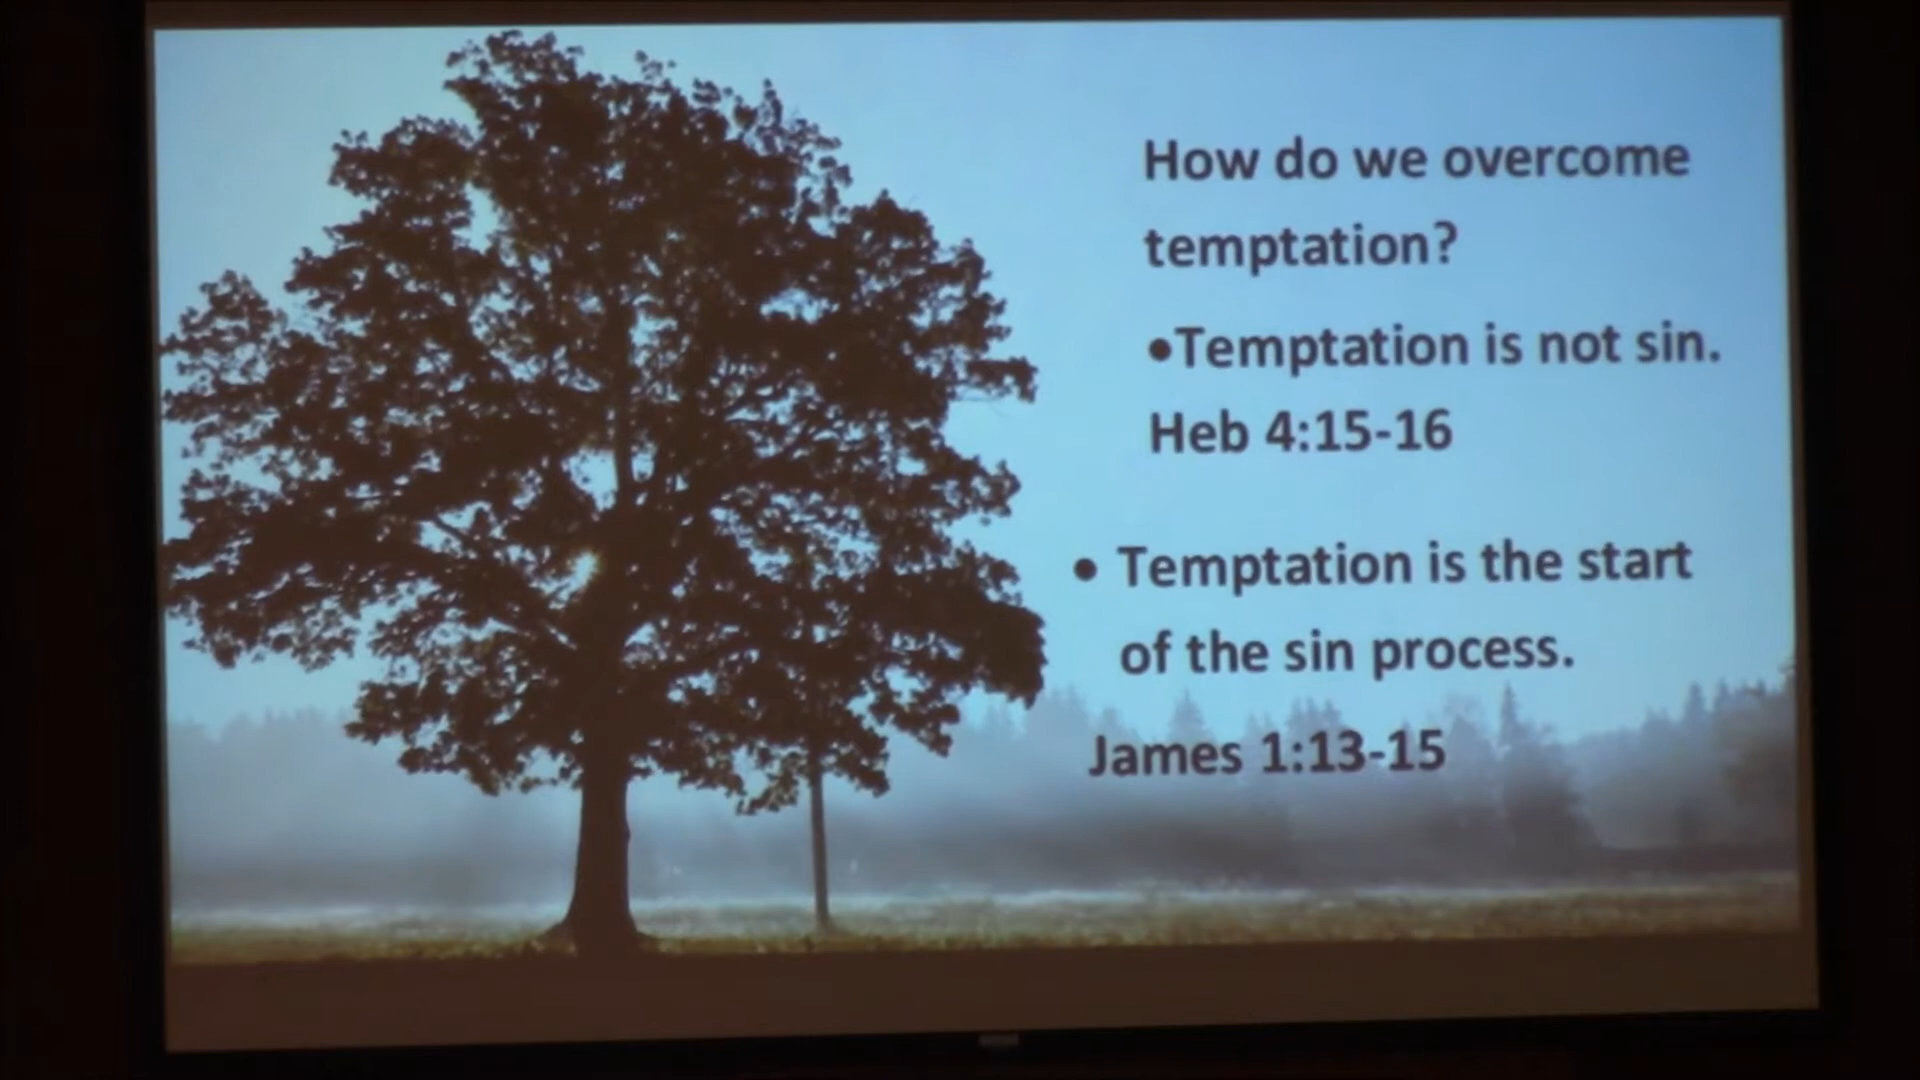 How do we overcome
temptation?
•Temptation is not sin.
Heb 4:15-16
• Temptation is the start
of the sin process.
James 1:13-15